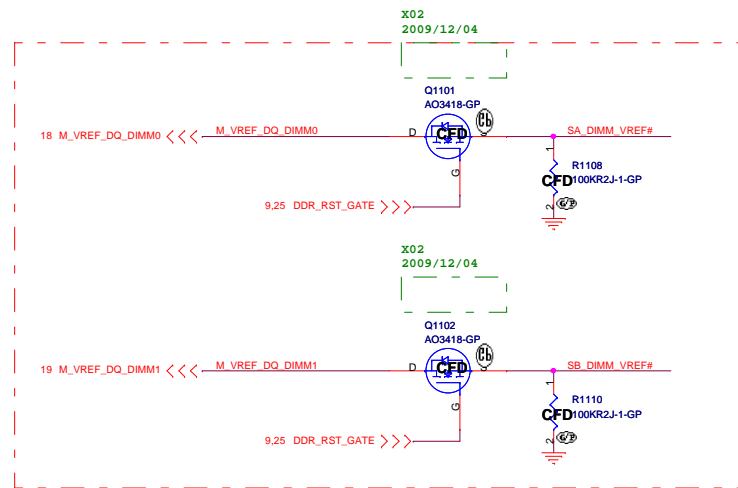 X02
2009/12/04
Q1101
AO3418-GP
18 M_VREF_DQ_DIMM0 M_VREF_DQ_DIMM0 D CFD SA_DIMM_VREF#
G
1
R1108
CFD 100KR2J-1-GP
2
9,25 DDR_RST_GATE
X02
2009/12/04
Q1102
AO3418-GP
19 M_VREF_DQ_DIMM1 M_VREF_DQ_DIMM1 D CFD SB_DIMM_VREF#
G
1
R1110
CFD 100KR2J-1-GP
2
9,25 DDR_RST_GATE